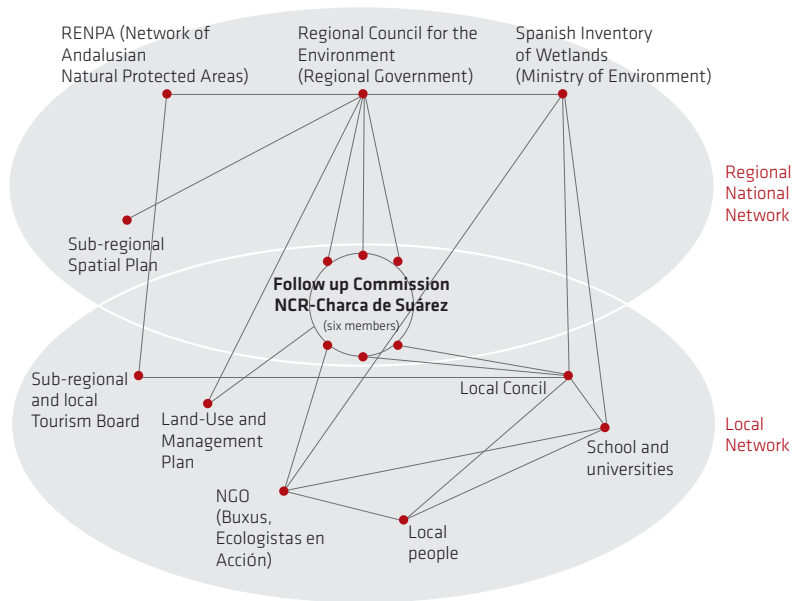 RENPA (Network of
Andalusian
Natural Protected Areas)
Regional Council for the
Environment
(Regional Government)
Spanish Inventory
of Wetlands
(Ministry of Environment)
Regional
National
Network
Sub-regional
Spatial Plan
Follow up Commission
NCR-Charca de Suárez
(six members)
Sub-regional
and local
Tourism Board
Land-Use and
Management
Plan
Local Concil
Local
Network
School and
universities
NGO
(Buxus,
Ecologistas en
Acción)
Local
people